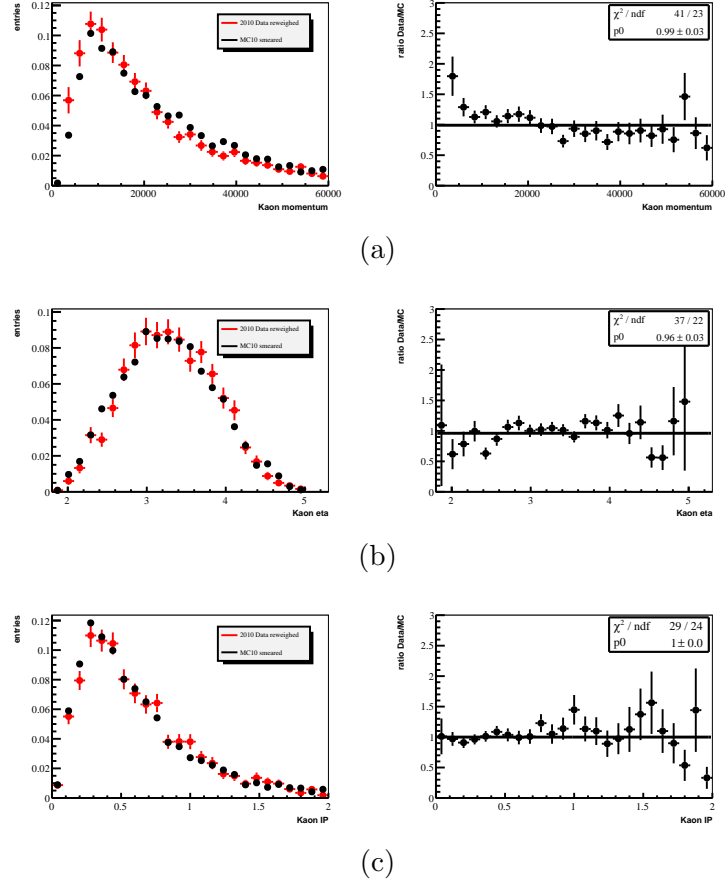 entries
0.12
0.1
0.08
0.06
0.04
0.02
0
0
20000
40000
60000
Kaon momentum
2010 Data reweighed
MC10 smeared
ratio Data/MC
3
2.5
2
1.5
1
0.5
0
0
20000
40000
60000
Kaon momentum
χ² / ndf 41 / 23
p0 0.99 ± 0.03
(a)
entries
0.1
0.08
0.06
0.04
0.02
0
2
3
4
5
Kaon eta
2010 Data reweighed
MC10 smeared
ratio Data/MC
3
2.5
2
1.5
1
0.5
0
2
3
4
5
Kaon eta
χ² / ndf 37 / 22
p0 0.96 ± 0.03
(b)
entries
0.12
0.1
0.08
0.06
0.04
0.02
0
0
0.5
1
1.5
2
Kaon IP
2010 Data reweighed
MC10 smeared
ratio Data/MC
3
2.5
2
1.5
1
0.5
0
0
0.5
1
1.5
2
Kaon IP
χ² / ndf 29 / 24
p0 1 ± 0.0
(c)